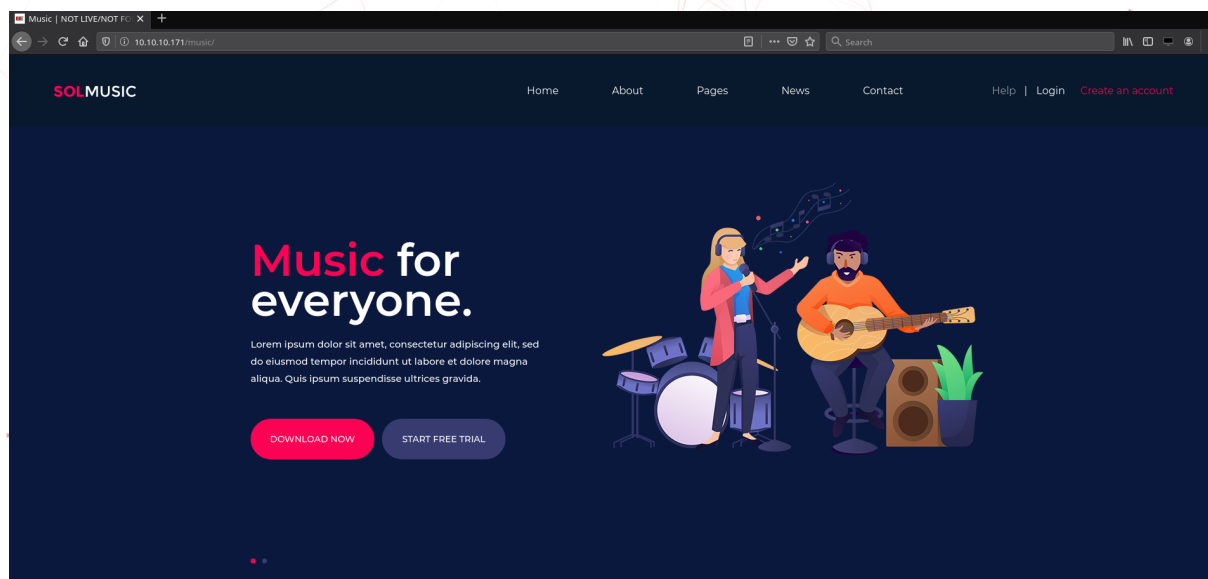 Music | NOT LIVE/NOT FO
10.10.10.171/music/
Search
SOLMUSIC
Home About Pages News Contact Help | Login Create an account
Music for
everyone.
Lorem ipsum dolor sit amet, consectetur adipiscing elit, sed
do eiusmod tempor incididunt ut labore et dolore magna
aliqua. Quis ipsum suspendisse ultrices gravida.
DOWNLOAD NOW START FREE TRIAL